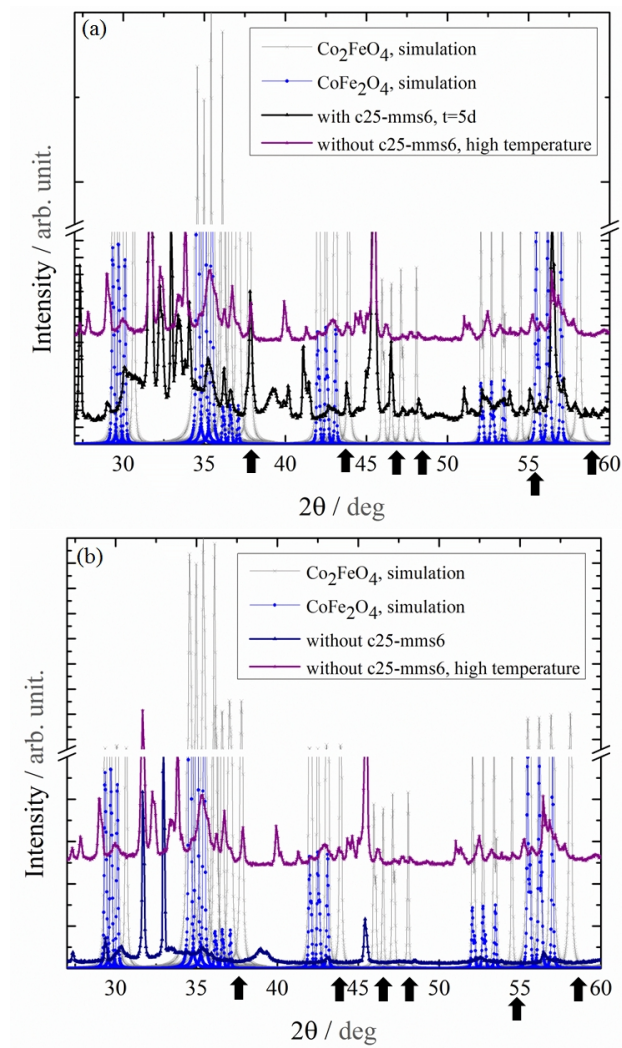 (a)
Co2FeO4, simulation
CoFe2O4, simulation
with c25-mms6, t=5d
without c25-mms6, high temperature
Intensity / arb. unit.
30 35 40 45 50 55 60
2θ / deg
(b)
Co2FeO4, simulation
CoFe2O4, simulation
without c25-mms6
without c25-mms6, high temperature
Intensity / arb. unit.
30 35 40 45 50 55 60
2θ / deg